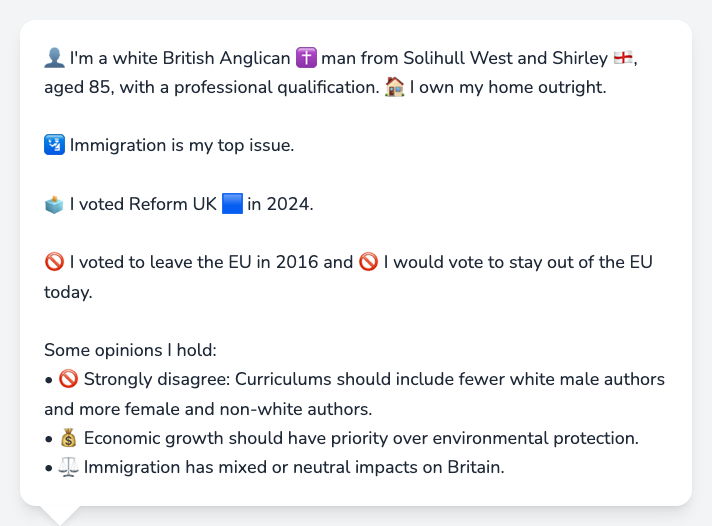 👤 I'm a white British Anglican ✝️ man from Solihull West and Shirley 🏴󠁧󠁢󠁥󠁮󠁧󠁿,
aged 85, with a professional qualification. 🏠 I own my home outright.
🛂 Immigration is my top issue.
🗳️ I voted Reform UK 🟦 in 2024.
🚫 I voted to leave the EU in 2016 and 🚫 I would vote to stay out of the EU
today.
Some opinions I hold:
• 🚫 Strongly disagree: Curriculums should include fewer white male authors
and more female and non-white authors.
• 💰 Economic growth should have priority over environmental protection.
• ⚖️ Immigration has mixed or neutral impacts on Britain.